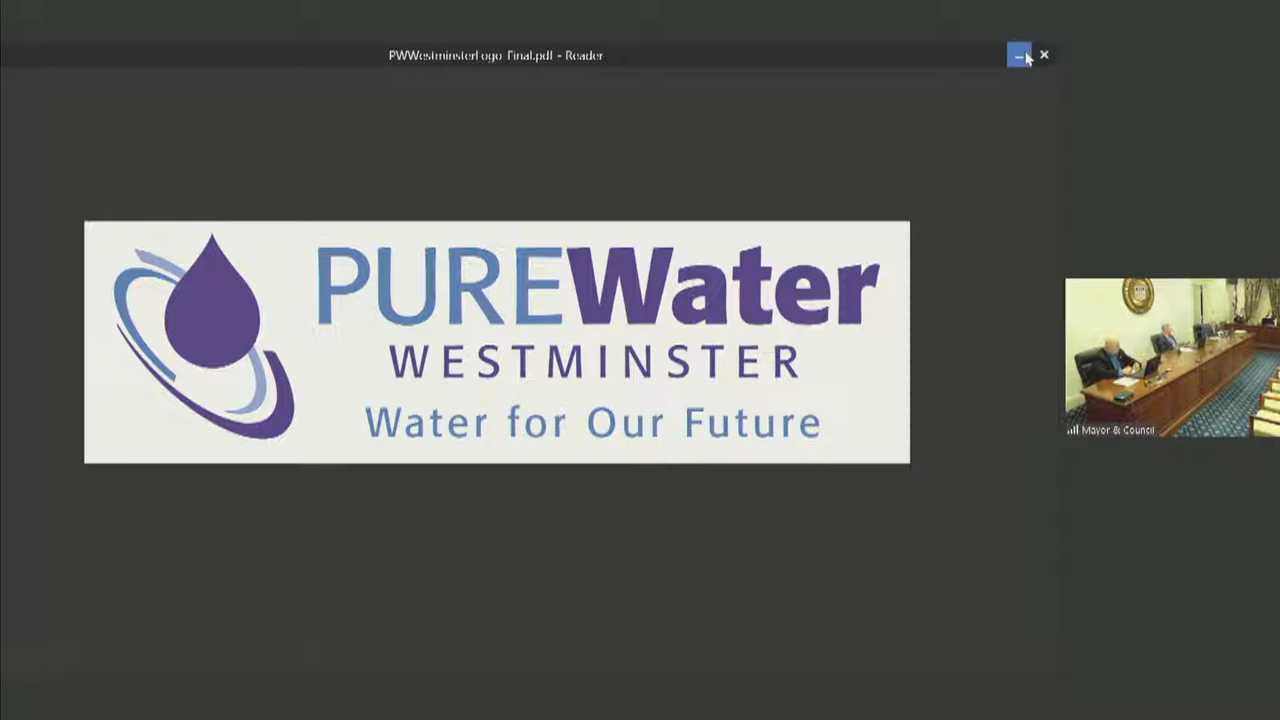 PWWestminsterLogo Final.pdf - Reader
PUREWater
WESTMINSTER
Water for Our Future
Mayor & Council